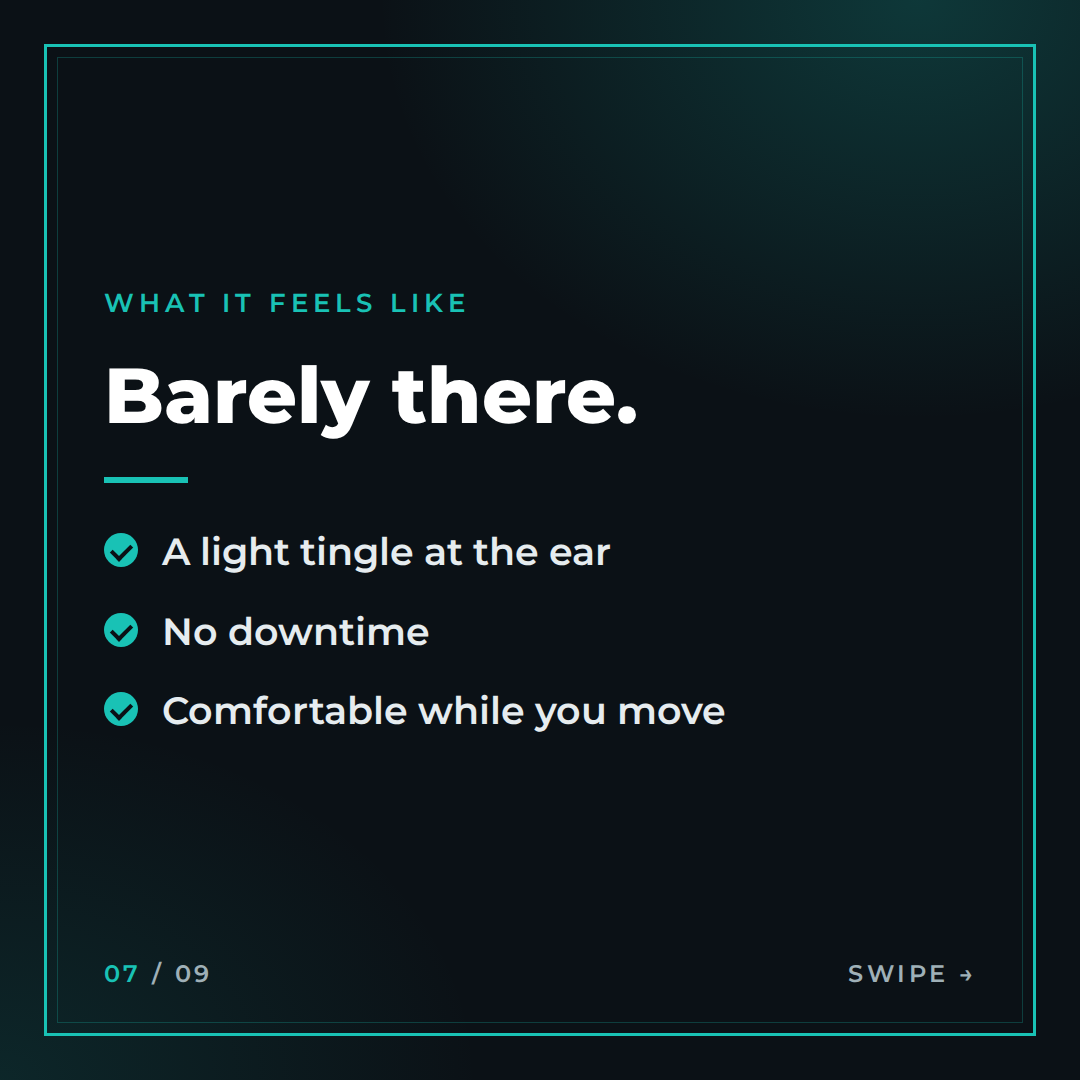 WHAT IT FEELS LIKE
Barely there.
A light tingle at the ear
No downtime
Comfortable while you move
07 / 09
SWIPE →